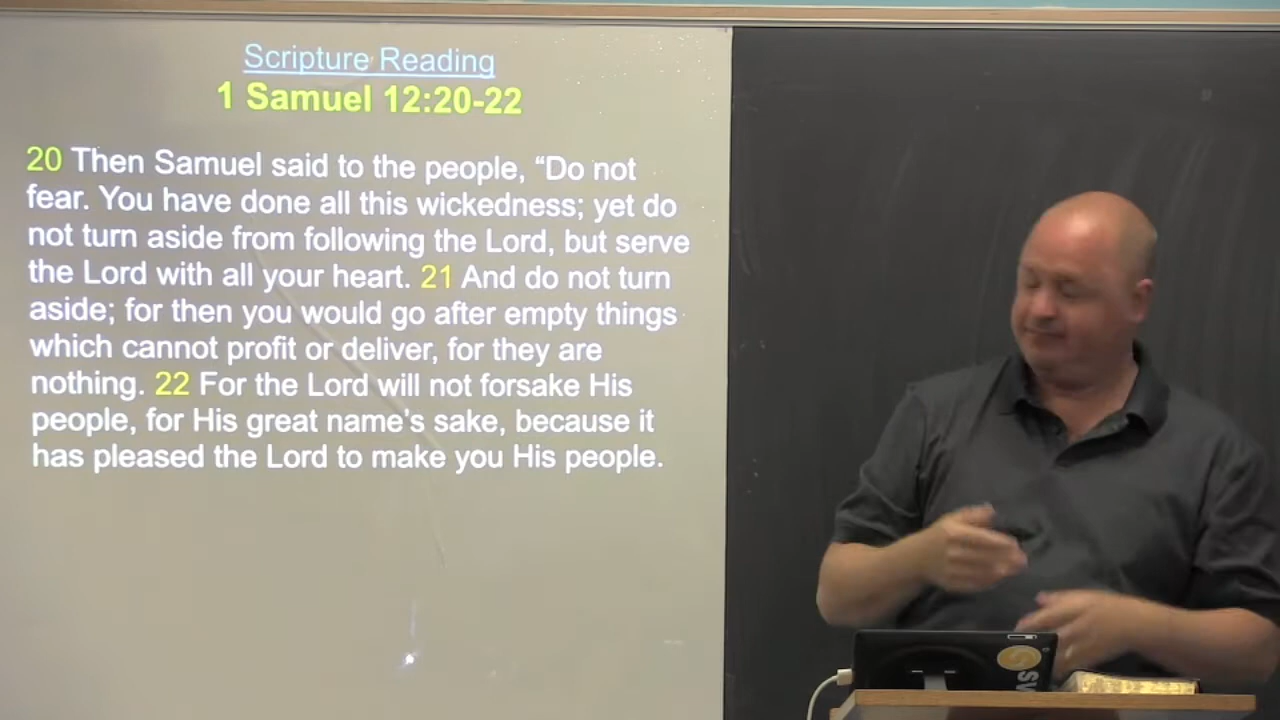 Scripture Reading
1 Samuel 12:20-22
20 Then Samuel said to the people, “Do not
fear. You have done all this wickedness; yet do
not turn aside from following the Lord, but serve
the Lord with all your heart. 21 And do not turn
aside; for then you would go after empty things
which cannot profit or deliver, for they are
nothing. 22 For the Lord will not forsake His
people, for His great name’s sake, because it
has pleased the Lord to make you His people.
SV